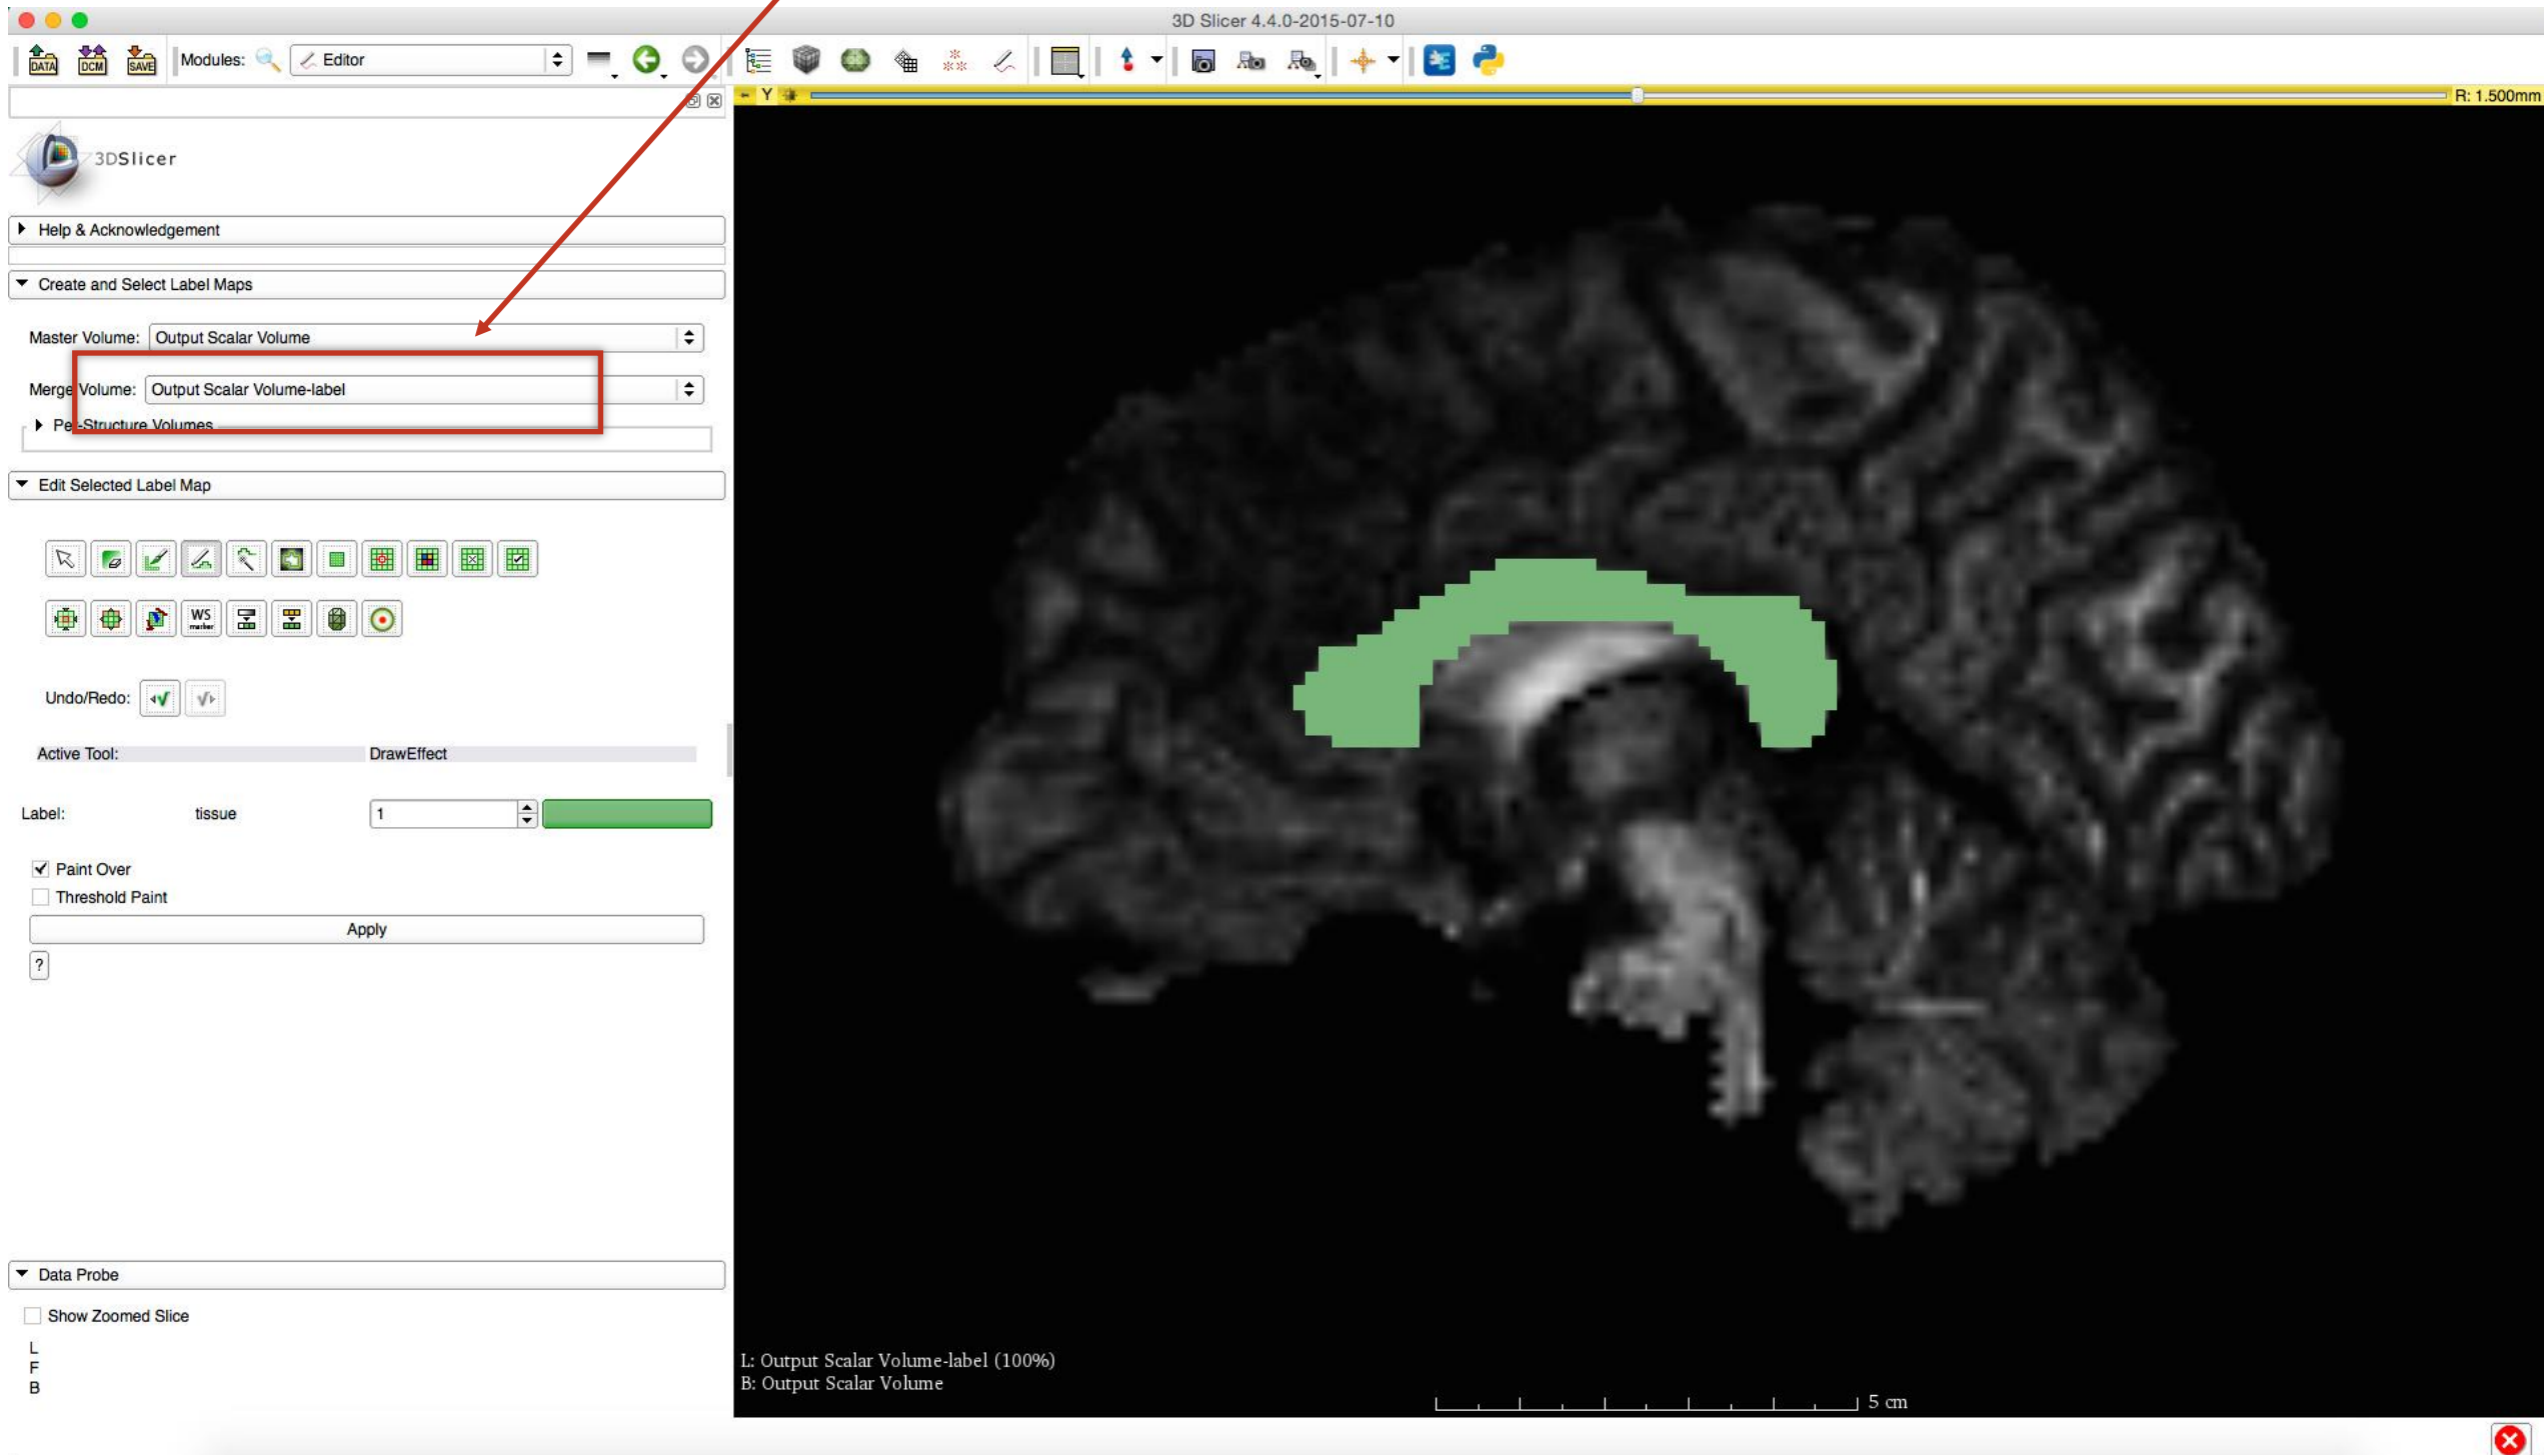 3D Slicer 4.4.0-2015-07-10
DATA DCM SAVE Modules: Editor
Y R: 1.500mm
3DSlicer
Help & Acknowledgement
Create and Select Label Maps
Master Volume: Output Scalar Volume
Merge Volume: Output Scalar Volume-label
Per-Structure Volumes
Edit Selected Label Map
WS
marker
Undo/Redo:
Active Tool: DrawEffect
Label: tissue 1
Paint Over
Threshold Paint
Apply
?
Data Probe
Show Zoomed Slice
L
F
B
L: Output Scalar Volume-label (100%)
B: Output Scalar Volume
5 cm